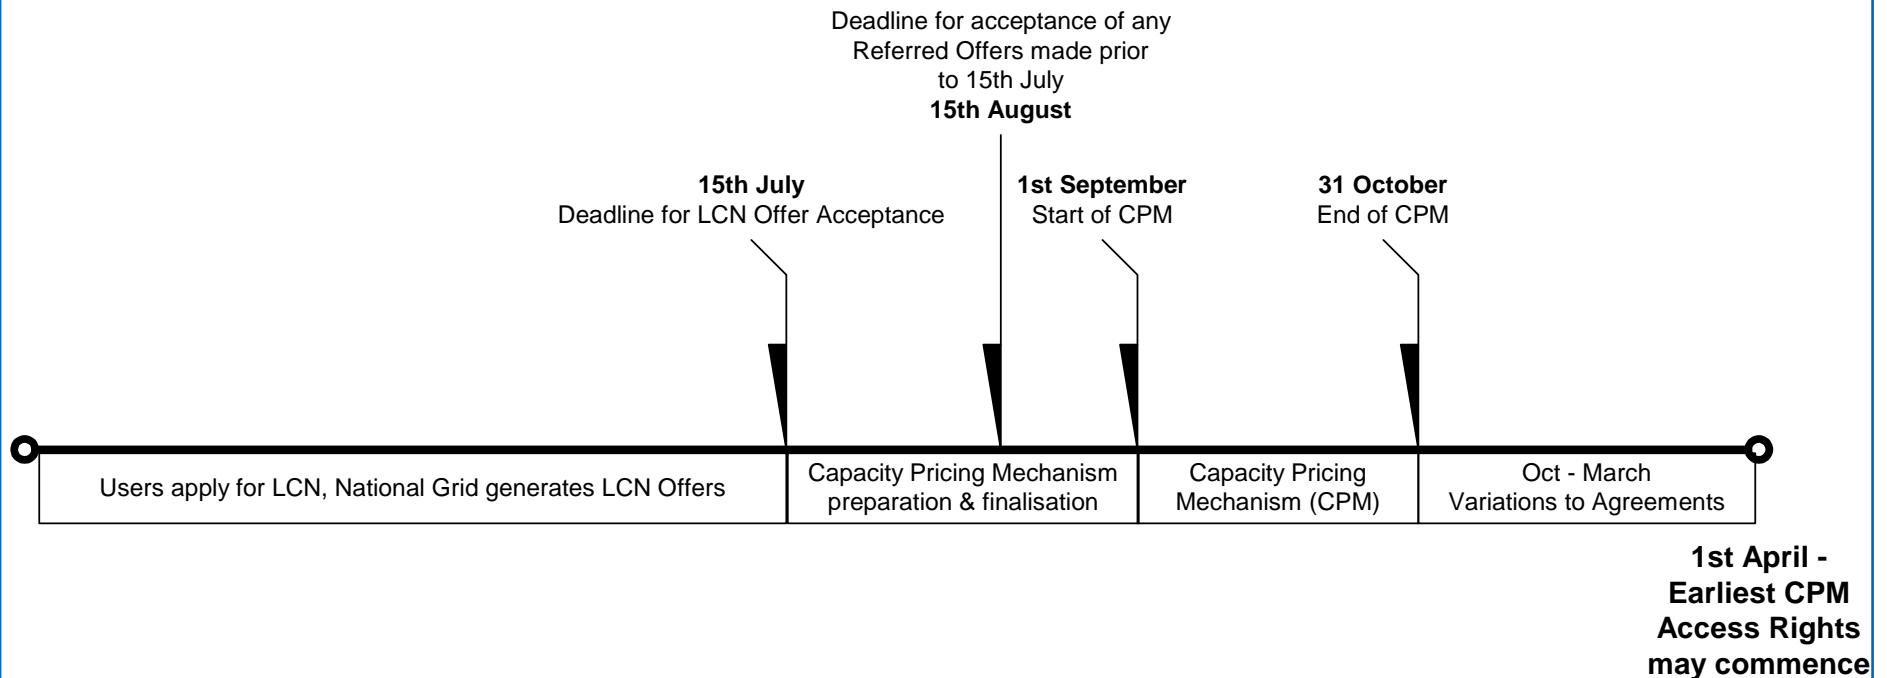 Deadline for acceptance of any
Referred Offers made prior
to 15th July
15th August
15th July
Deadline for LCN Offer Acceptance
1st September
Start of CPM
31 October
End of CPM
Users apply for LCN, National Grid generates LCN Offers
Capacity Pricing Mechanism
preparation & finalisation
Capacity Pricing
Mechanism (CPM)
Oct - March
Variations to Agreements
1st April -
Earliest CPM
Access Rights
may commence